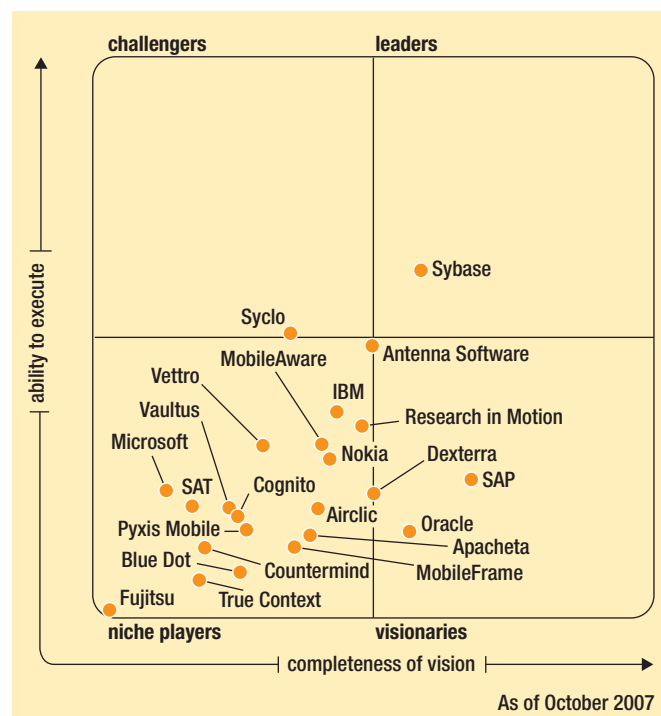 challengers
leaders
ability to execute
Sybase
Syclo
Antenna Software
MobileAware
Vettro
IBM
Vaultus
Research in Motion
Microsoft
Nokia
Dexterra
SAT
Cognito
SAP
Airclic
Pyxis Mobile
Oracle
Apacheta
Blue Dot
Countermind
MobileFrame
Fujitsu
True Context
niche players
visionaries
completeness of vision
As of October 2007